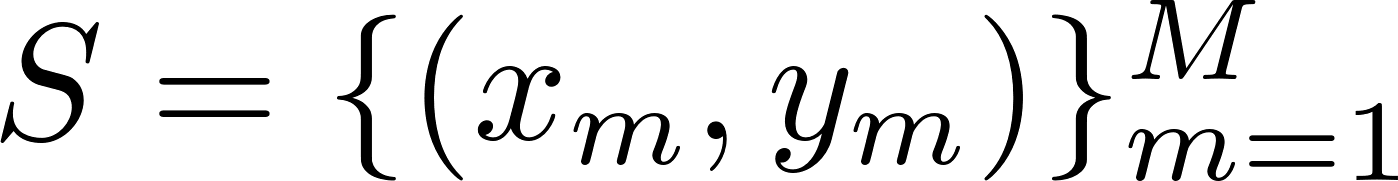 S = {(x_m, y_m)}_{m=1}^M